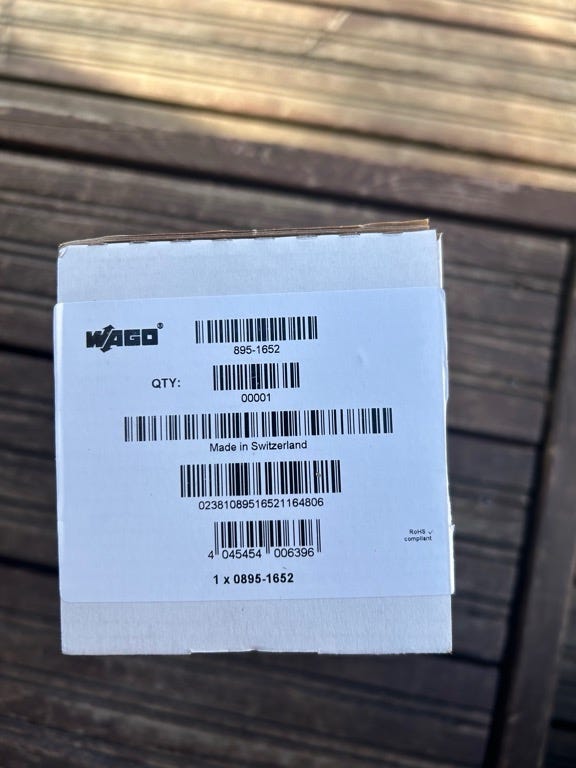 WAGO®
895-1652
QTY:
00001
Made in Switzerland
02381089516521164806
4 045454 006396
RoHS ✓
compliant
1 x 0895-1652